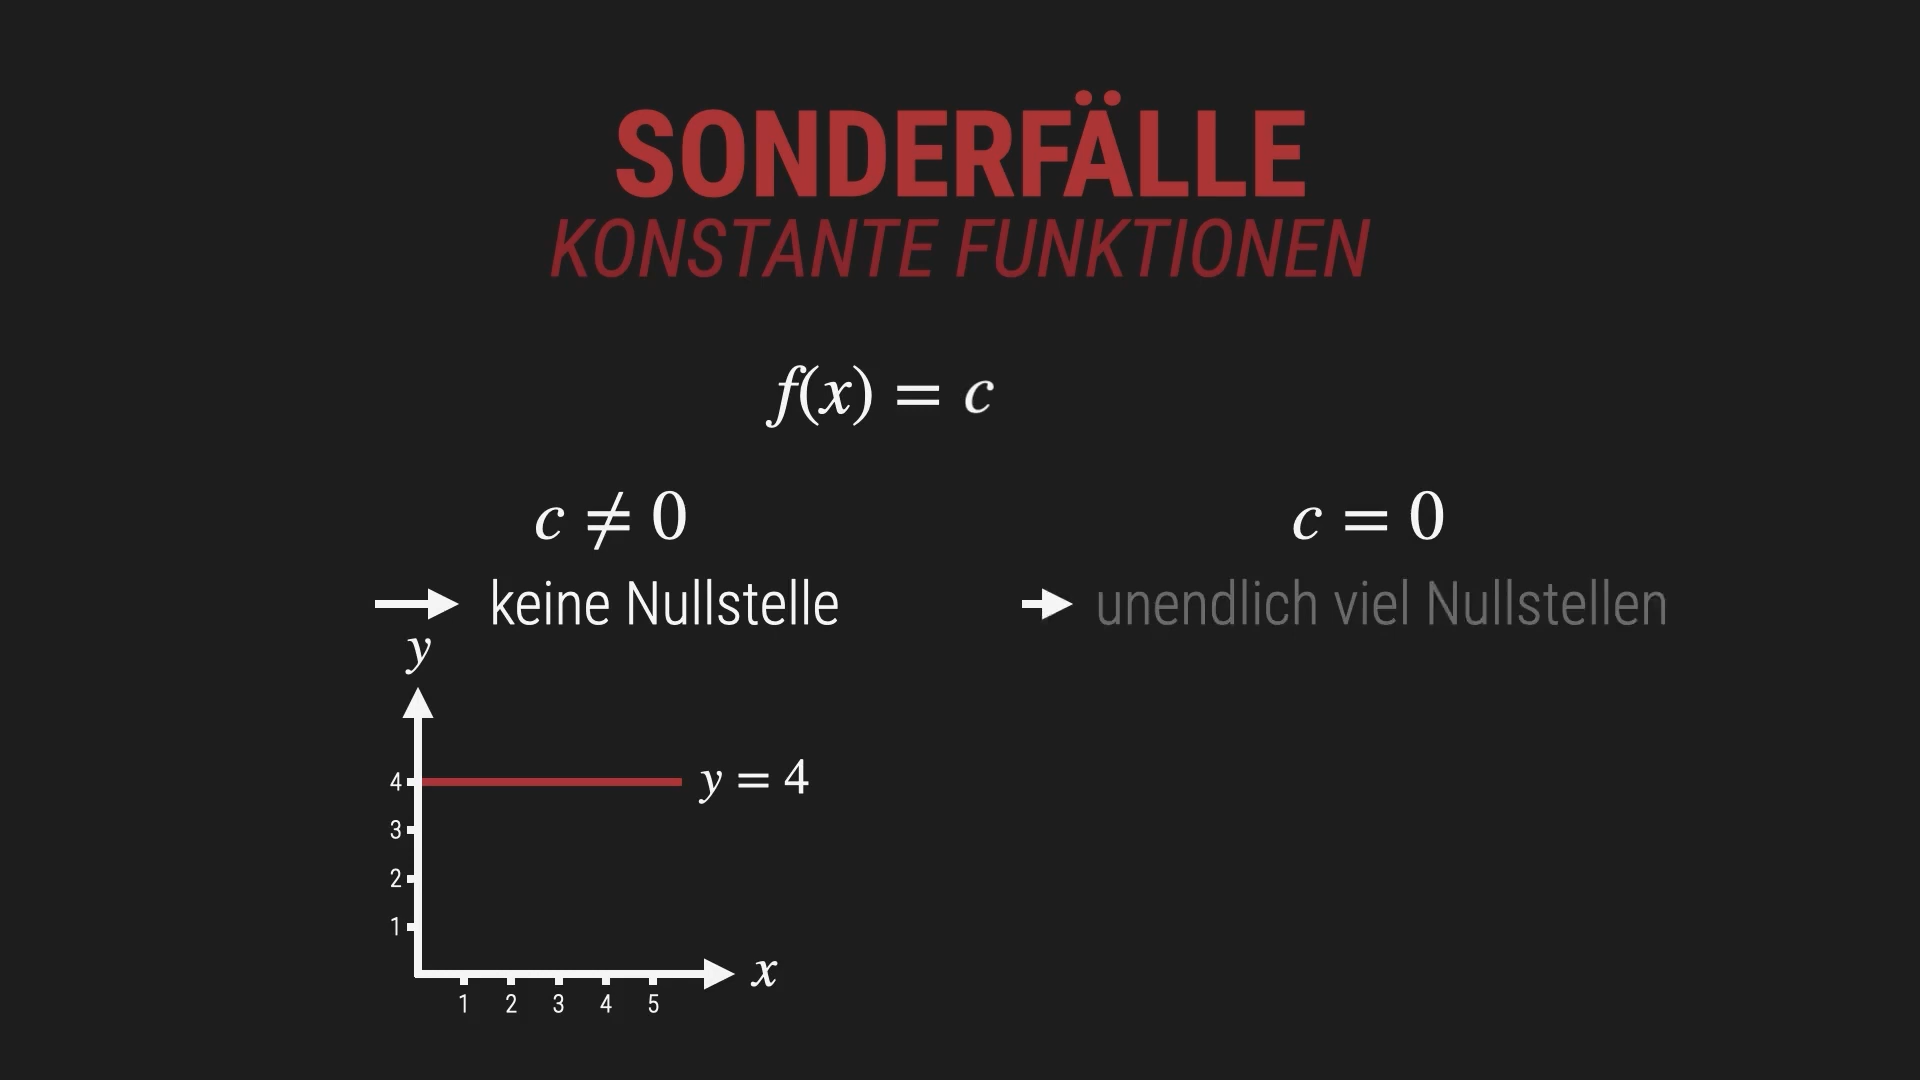 SONDERFÄLLE
KONSTANTE FUNKTIONEN
f(x) = c
c ≠ 0
keine Nullstelle
c = 0
unendlich viel Nullstellen
y
4
y = 4
3
2
1
x
1 2 3 4 5